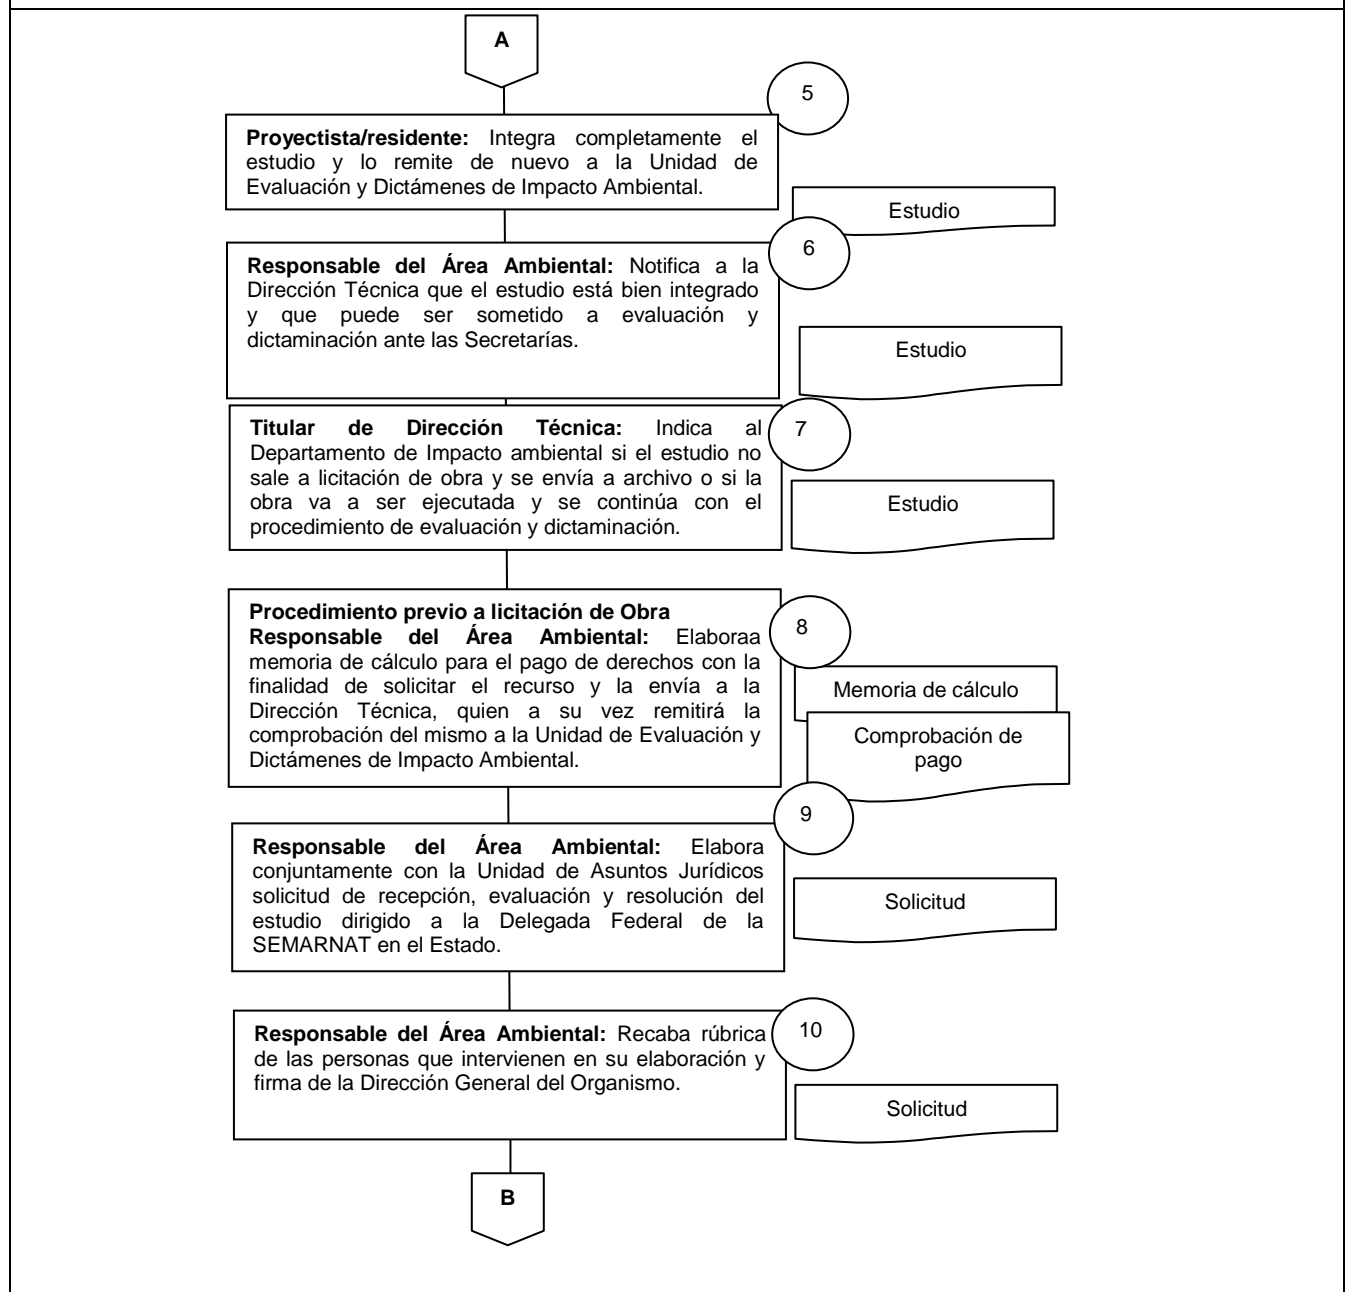 A
5
Proyectista/residente: Integra completamente el
estudio y lo remite de nuevo a la Unidad de
Evaluación y Dictámenes de Impacto Ambiental.
Estudio
6
Responsable del Área Ambiental: Notifica a la
Dirección Técnica que el estudio está bien integrado
y que puede ser sometido a evaluación y
dictaminación ante las Secretarías.
Estudio
7
Titular de Dirección Técnica: Indica al
Departamento de Impacto ambiental si el estudio no
sale a licitación de obra y se envía a archivo o si la
obra va a ser ejecutada y se continúa con el
procedimiento de evaluación y dictaminación.
Estudio
8
Procedimiento previo a licitación de Obra
Responsable del Área Ambiental: Elaboraa
memoria de cálculo para el pago de derechos con la
finalidad de solicitar el recurso y la envía a la
Dirección Técnica, quien a su vez remitirá la
comprobación del mismo a la Unidad de Evaluación y
Dictámenes de Impacto Ambiental.
Memoria de cálculo
Comprobación de
pago
9
Responsable del Área Ambiental: Elabora
conjuntamente con la Unidad de Asuntos Jurídicos
solicitud de recepción, evaluación y resolución del
estudio dirigido a la Delegada Federal de la
SEMARNAT en el Estado.
Solicitud
10
Responsable del Área Ambiental: Recaba rúbrica
de las personas que intervienen en su elaboración y
firma de la Dirección General del Organismo.
Solicitud
B